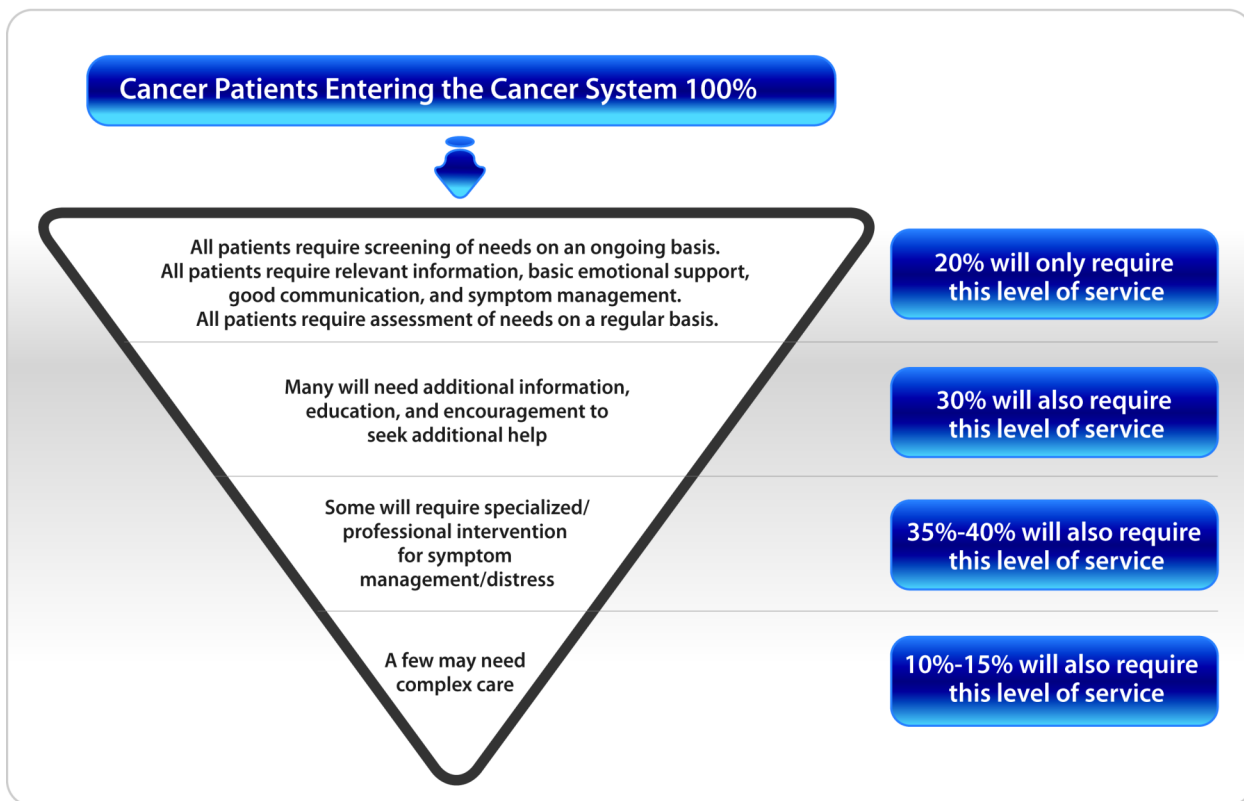 Cancer Patients Entering the Cancer System 100%
All patients require screening of needs on an ongoing basis.
All patients require relevant information, basic emotional support,
good communication, and symptom management.
All patients require assessment of needs on a regular basis.
20% will only require
this level of service
Many will need additional information,
education, and encouragement to
seek additional help
30% will also require
this level of service
Some will require specialized/
professional intervention
for symptom
management/distress
35%-40% will also require
this level of service
A few may need
complex care
10%-15% will also require
this level of service